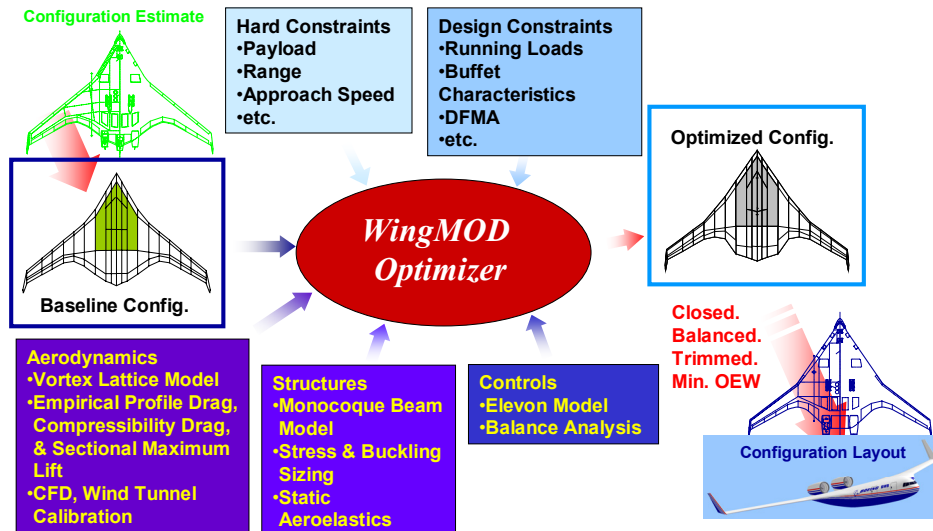 Configuration Estimate
Hard Constraints
•Payload
•Range
•Approach Speed
•etc.
Design Constraints
•Running Loads
•Buffet
Characteristics
•DFMA
•etc.
Optimized Config.
WingMOD
Optimizer
Baseline Config.
Closed.
Balanced.
Trimmed.
Min. OEW
Aerodynamics
•Vortex Lattice Model
•Empirical Profile Drag,
Compressibility Drag,
& Sectional Maximum
Lift
•CFD, Wind Tunnel
Calibration
Structures
•Monocoque Beam
Model
•Stress & Buckling
Sizing
•Static
Aeroelastics
Controls
•Elevon Model
•Balance Analysis
Configuration Layout